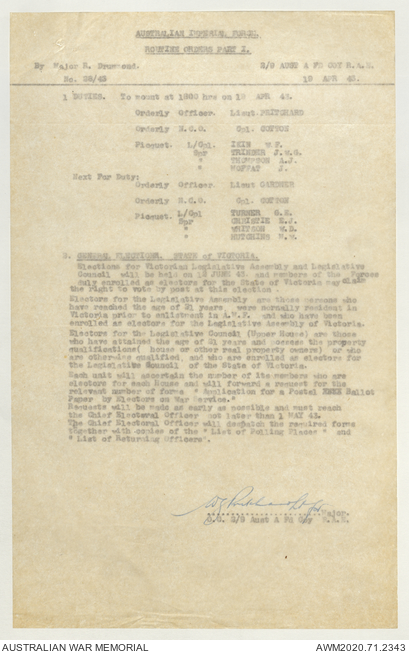 AUSTRALIAN IMPERIAL FORCE.
ROUTINE ORDERS PART I.
By Major R. Drummond. 2/9 AUST A FD COY R.A.E.
No. 28/43 19 APR 43.
1 DUTIES. To mount at 1800 hrs on 19 APR 43.
Orderly Officer. Lieut PRITCHARD
Orderly N.C.O. Cpl. COTTON
Picquet. L/Cpl. W.F.
Spr TRINDER J.W.G.
" THOMPSON A.J.
" MOFFAT J.
Next For Duty:
Orderly Officer. Lieut GARDNER
Orderly N.C.O. Cpl. COTTON
Picquet. L/Cpl TURNER G.E.
Spr CHRISTIE E.J.
" WHITSON W.D.
" HUTCHINS
2. GENERAL ELECTIONS. STATE of VICTORIA.
Elections for Victorian Legislative Assembly and Legislative
Council will be held on 12 JUNE 43. and members of the Forces
duly enrolled as electors for the State of Victoria may claim
the right to vote by post at this election.
Electors for the Legislative Assembly are those persons who
have reached the age of 21 years were normally resident in
Victoria prior to enlistment in A.M.F. and who have been
enrolled as electors for the Legislative Assembly of Victoria.
Electors for the Legislative Council (Upper House) are those
who have attained the age of 21 years and possess the property
qualifications( house or other real property owners) or who
are otherwise qualified and who are enrolled as electors for
the Legislative Council of the State of Victoria.
Each unit will ascertain the number of its members who are
electors for each House and will forward a request for the
relevant number of forms " Application for a Postal Ballot
Paper by Electors on War Service."
Requests will be made as early as possible and must reach
the Chief Electoral Officer not later than 1 MAY 43.
The Chief Electoral Officer will despatch the required forms
together with copies of the " List of Polling Places " and
" List of Returning Officers".
Major.
O.C. 2/9 Aust A Fd Coy R.A.E.
AUSTRALIAN WAR MEMORIAL AWM2020.71.2343